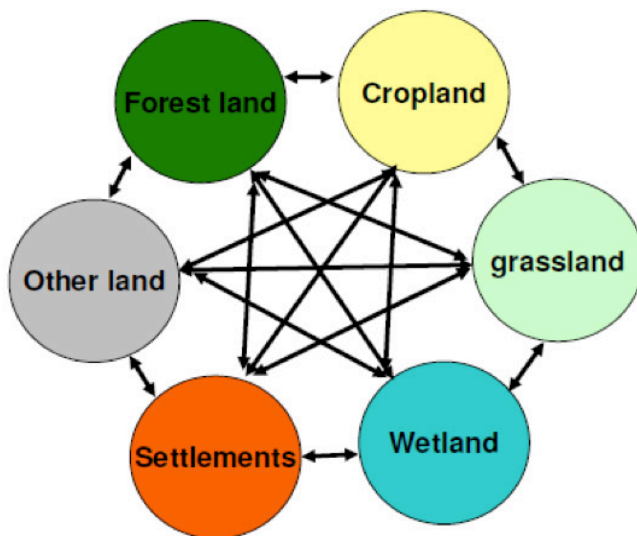 Forest land
Cropland
Other land
grassland
Settlements
Wetland